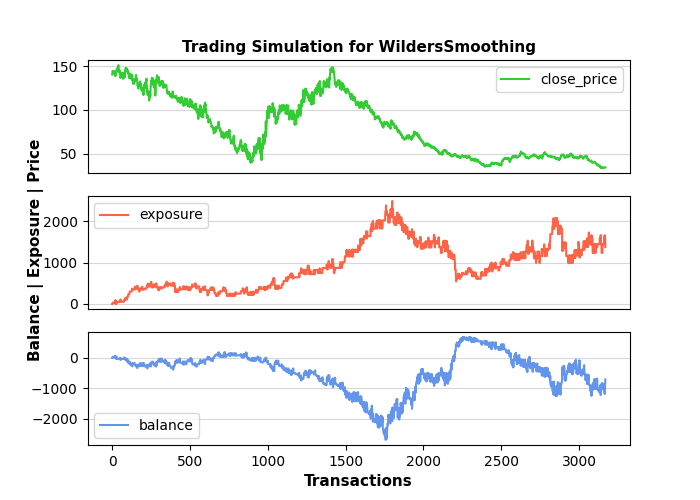 Trading Simulation for WildersSmoothing
150
100
50
close_price
Balance | Exposure | Price
2000
1000
0
exposure
0
−1000
−2000
balance
0 500 1000 1500 2000 2500 3000
Transactions